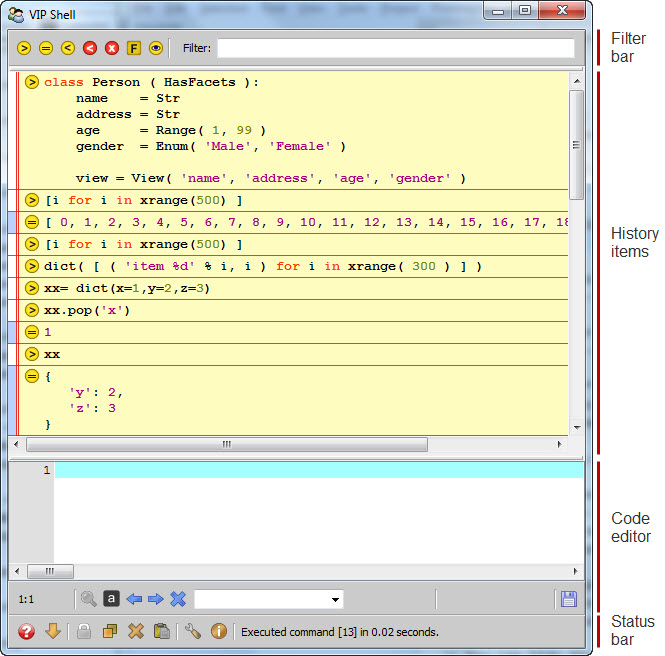 VIP Shell
F Filter:
Filter
bar
class Person ( HasFacets ):
name = Str
address = Str
age = Range( 1, 99 )
gender = Enum( 'Male', 'Female' )
view = View( 'name', 'address', 'age', 'gender' )
[i for i in xrange(500) ]
[ 0, 1, 2, 3, 4, 5, 6, 7, 8, 9, 10, 11, 12, 13, 14, 15, 16, 17, 18
[i for i in xrange(500) ]
dict( [ ( 'item %d' % i, i ) for i in xrange( 300 ) ] )
xx= dict(x=1,y=2,z=3)
xx.pop('x')
1
xx
{
'y': 2,
'z': 3
}
History
items
1
Code
editor
1:1
a
Status
bar
Executed command [13] in 0.02 seconds.